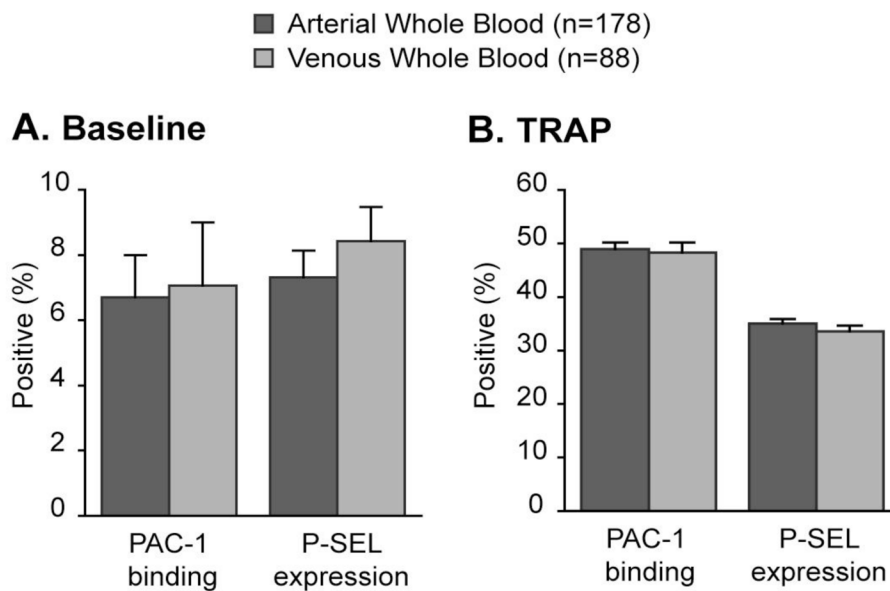 Arterial Whole Blood (n=178)
Venous Whole Blood (n=88)
A. Baseline
Positive (%)
10
8
6
4
2
0
PAC-1
binding
P-SEL
expression
B. TRAP
Positive (%)
60
50
40
30
20
10
0
PAC-1
binding
P-SEL
expression